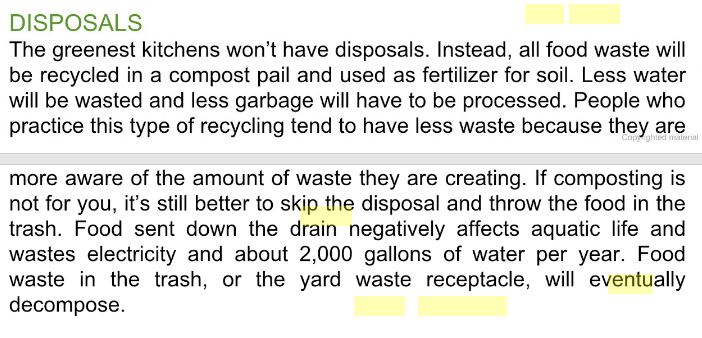 DISPOSALS
The greenest kitchens won't have disposals. Instead, all food waste will
be recycled in a compost pail and used as fertilizer for soil. Less water
will be wasted and less garbage will have to be processed. People who
practice this type of recycling tend to have less waste because they are
Copyrighted material
more aware of the amount of waste they are creating. If composting is
not for you, it's still better to skip the disposal and throw the food in the
trash. Food sent down the drain negatively affects aquatic life and
wastes electricity and about 2,000 gallons of water per year. Food
waste in the trash, or the yard waste receptacle, will eventually
decompose.